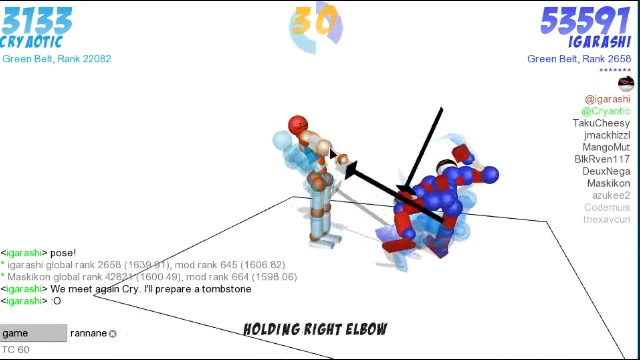 3133
CRYAOTIC
Green Belt, Rank 22082
30
53591
IGARASHI
Green Belt, Rank 2658
*******
@igarashi
@Cryaotic
TakuCheesy
jmackhizzl
MangoMut
BlkRven117
DeuxNega
Maskikon
azukee2
Codemuis
thexavcun
<igarashi> pose!
* igarashi global rank 2658 (1639.91), mod rank 645 (1606.82)
* Maskikon global rank 42821 (1600.49), mod rank 664 (1598.06)
<igarashi> We meet again Cry. I'll prepare a tombstone
<igarashi> :O
game rannane
TC 60
HOLDING RIGHT ELBOW